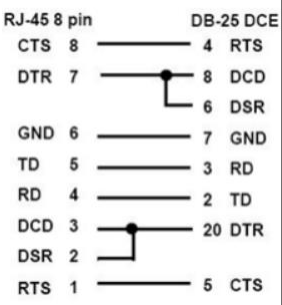 RJ-45 8 pin DB-25 DCE
CTS 8 4 RTS
DTR 7 8 DCD
6 DSR
GND 6 7 GND
TD 5 3 RD
RD 4 2 TD
DCD 3 20 DTR
DSR 2
RTS 1 5 CTS